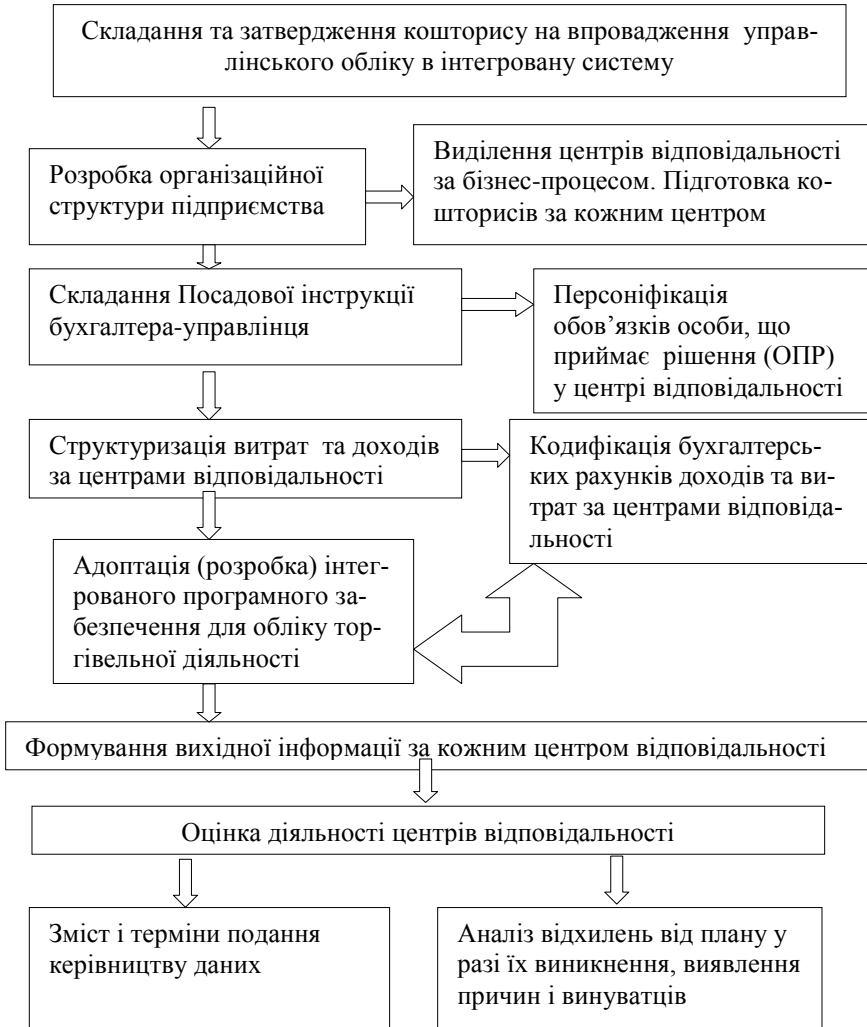 Складання та затвердження кошторису на впровадження управ-
лінського обліку в інтегровану систему
Розробка організаційної
структури підприємства
Виділення центрів відповідальності
за бізнес-процесом. Підготовка ко-
шторисів за кожним центром
Складання Посадової інструкції
бухгалтера-управлінця
Персоніфікація
обов’язків особи, що
приймає рішення (ОПР)
у центрі відповідальності
Структуризація витрат та доходів
за центрами відповідальності
Кодифікація бухгалтерсь-
ких рахунків доходів та ви-
трат за центрами відповіда-
льності
Адоптація (розробка) інтег-
рованого програмного за-
безпечення для обліку тор-
гівельної діяльності
Формування вихідної інформації за кожним центром відповідальності
Оцінка діяльності центрів відповідальності
Зміст і терміни подання
керівництву даних
Аналіз відхилень від плану у
разі їх виникнення, виявлення
причин і винуватців